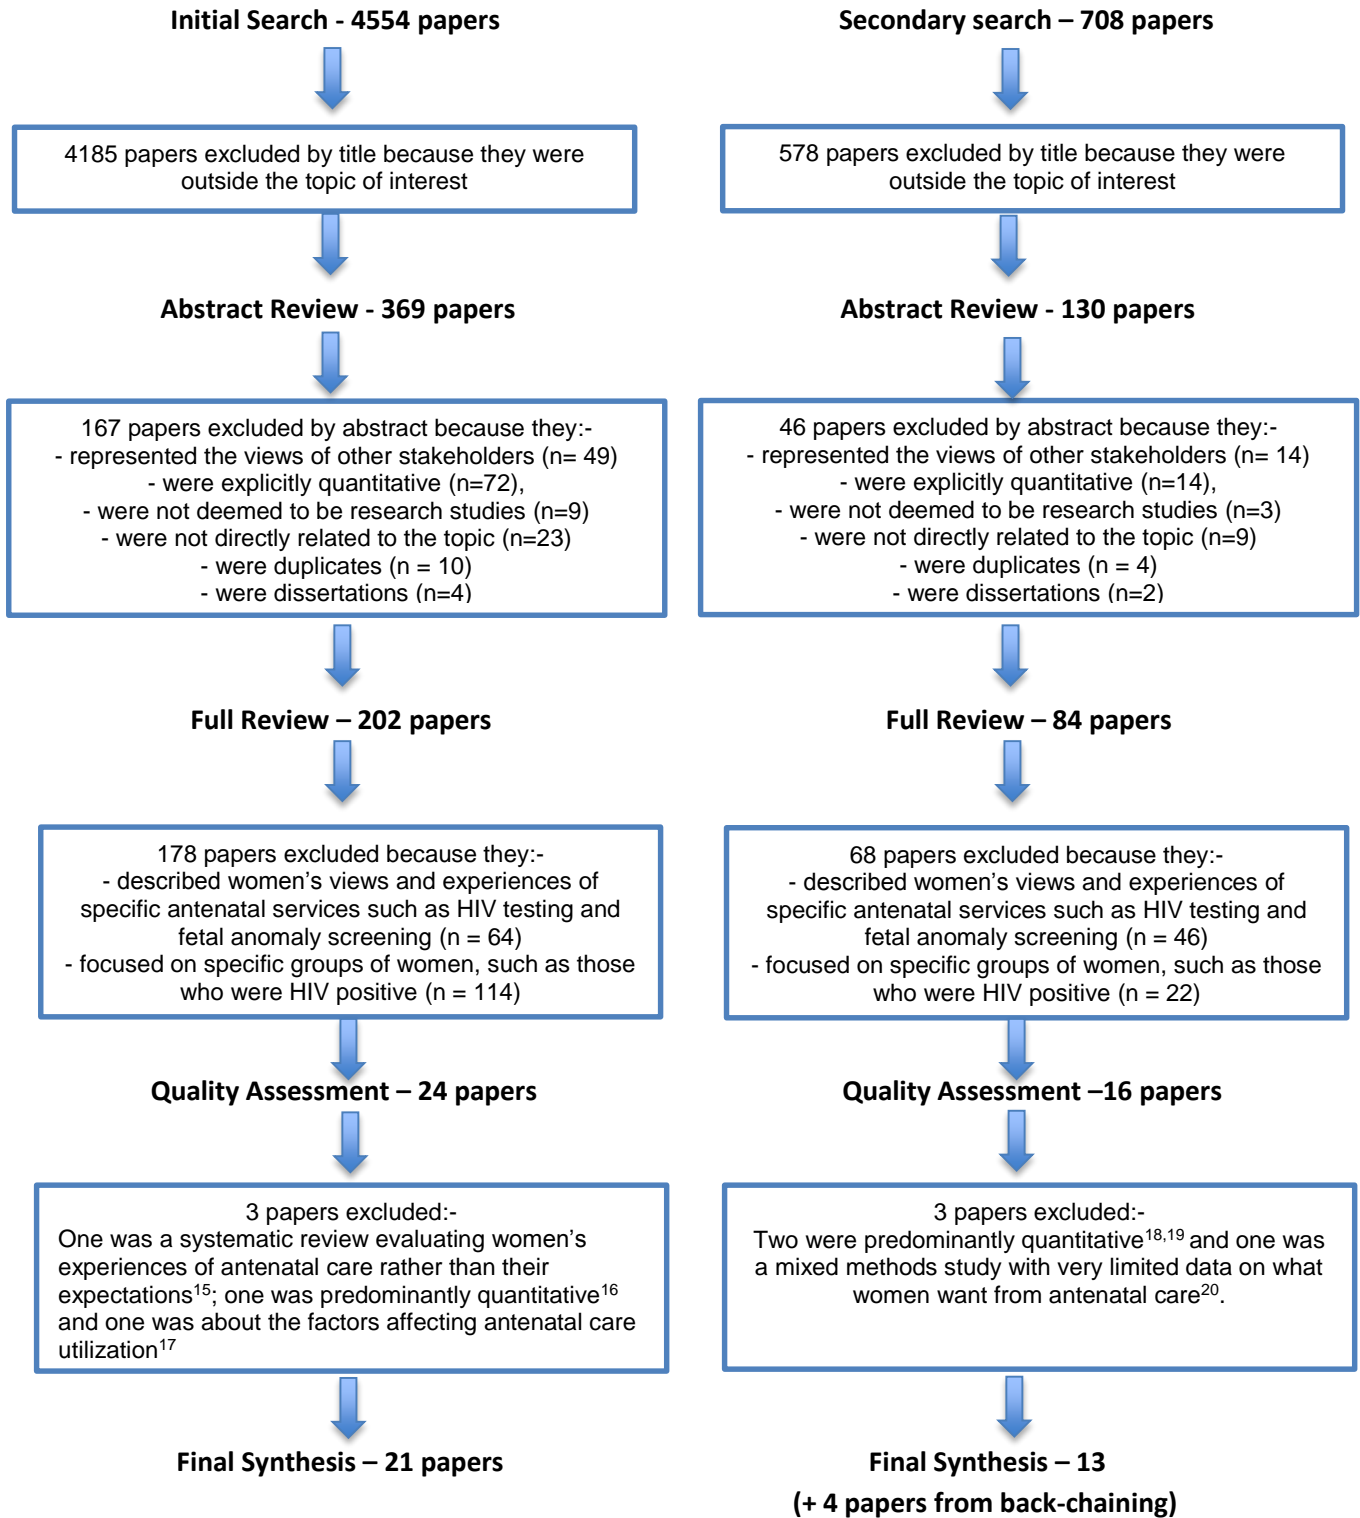 Initial Search - 4554 papers
4185 papers excluded by title because they were
outside the topic of interest
Abstract Review - 369 papers
167 papers excluded by abstract because they:-
- represented the views of other stakeholders (n= 49)
- were explicitly quantitative (n=72),
- were not deemed to be research studies (n=9)
- were not directly related to the topic (n=23)
- were duplicates (n = 10)
- were dissertations (n=4)
Full Review – 202 papers
178 papers excluded because they:-
- described women’s views and experiences of
specific antenatal services such as HIV testing and
fetal anomaly screening (n = 64)
- focused on specific groups of women, such as those
who were HIV positive (n = 114)
Quality Assessment – 24 papers
3 papers excluded:-
One was a systematic review evaluating women’s
experiences of antenatal care rather than their
expectations15; one was predominantly quantitative16
and one was about the factors affecting antenatal care
utilization17
Final Synthesis – 21 papers
Secondary search – 708 papers
578 papers excluded by title because they were
outside the topic of interest
Abstract Review - 130 papers
46 papers excluded by abstract because they:-
- represented the views of other stakeholders (n= 14)
- were explicitly quantitative (n=14),
- were not deemed to be research studies (n=3)
- were not directly related to the topic (n=9)
- were duplicates (n = 4)
- were dissertations (n=2)
Full Review – 84 papers
68 papers excluded because they:-
- described women’s views and experiences of
specific antenatal services such as HIV testing and
fetal anomaly screening (n = 46)
- focused on specific groups of women, such as those
who were HIV positive (n = 22)
Quality Assessment –16 papers
3 papers excluded:-
Two were predominantly quantitative18,19 and one was
a mixed methods study with very limited data on what
women want from antenatal care20.
Final Synthesis – 13
(+ 4 papers from back-chaining)